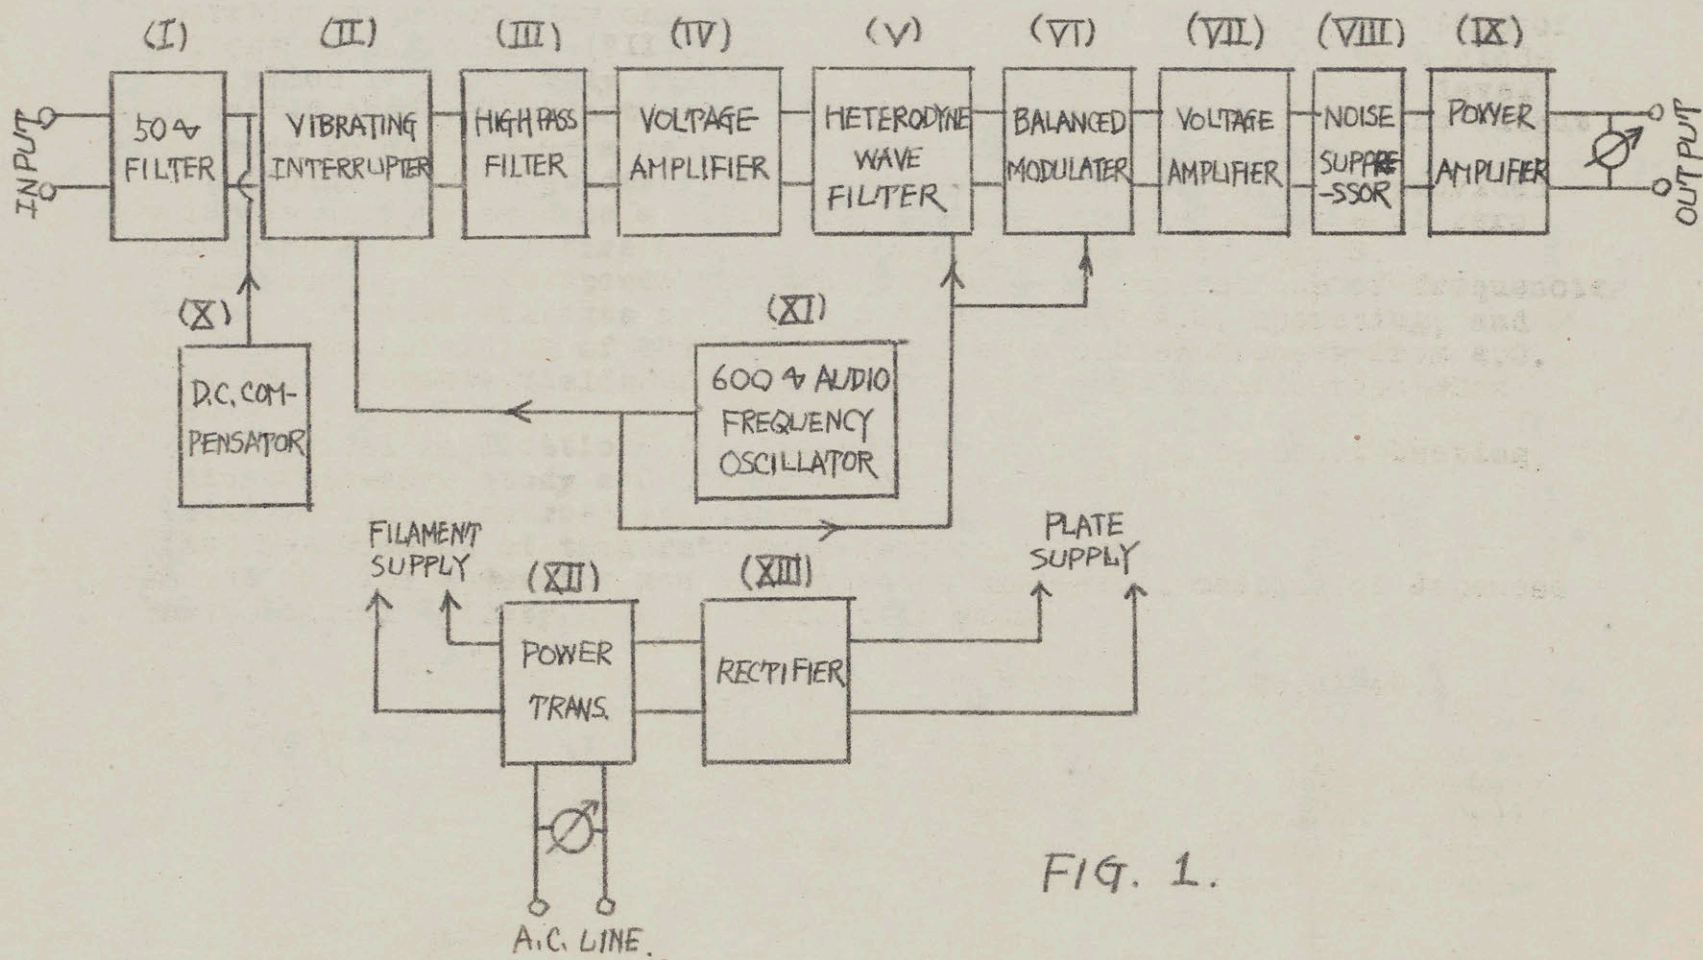 (I)
(II)
(III)
(IV)
(V)
(VI)
(VII)
(VIII)
(IX)
INPUT
50~
FILTER
VIBRATING
INTERRUPTER
HIGH PASS
FILTER
VOLTAGE
AMPLIFIER
HETERODYNE
WAVE
FILTER
BALANCED
MODULATER
VOLTAGE
AMPLIFIER
NOISE
SUPPRE
-SSOR
POWER
AMPLIFIER
OUTPUT
(X)
D.C. COM-
PENSATOR
(XI)
600 ~ AUDIO
FREQUENCY
OSCILLATOR
FILAMENT
SUPPLY
(XII)
POWER
TRANS.
(XIII)
RECTIFIER
PLATE
SUPPLY
A.C. LINE.
FIG. 1.